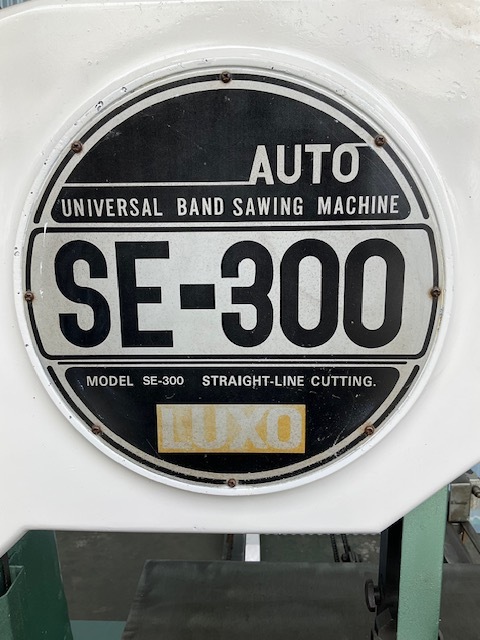 AUTO
UNIVERSAL BAND SAWING MACHINE
SE-300
MODEL SE-300 STRAIGHT-LINE CUTTING.
LUXO